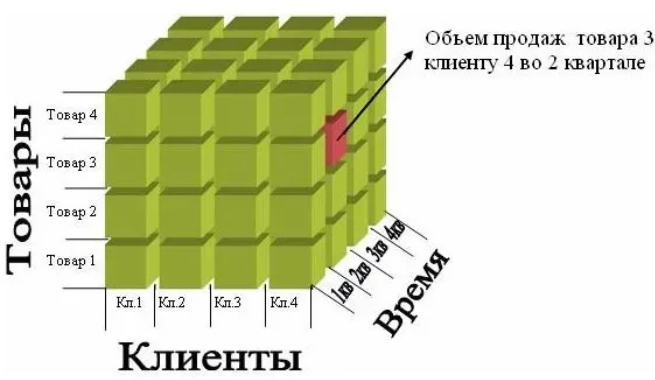 Объем продаж товара 3
клиенту 4 во 2 квартале
Товары
Товар 4
Товар 3
Товар 2
Товар 1
Кл.1 Кл.2 Кл.3 Кл.4
1кв 2кв 3кв 4кв
Время
Клиенты